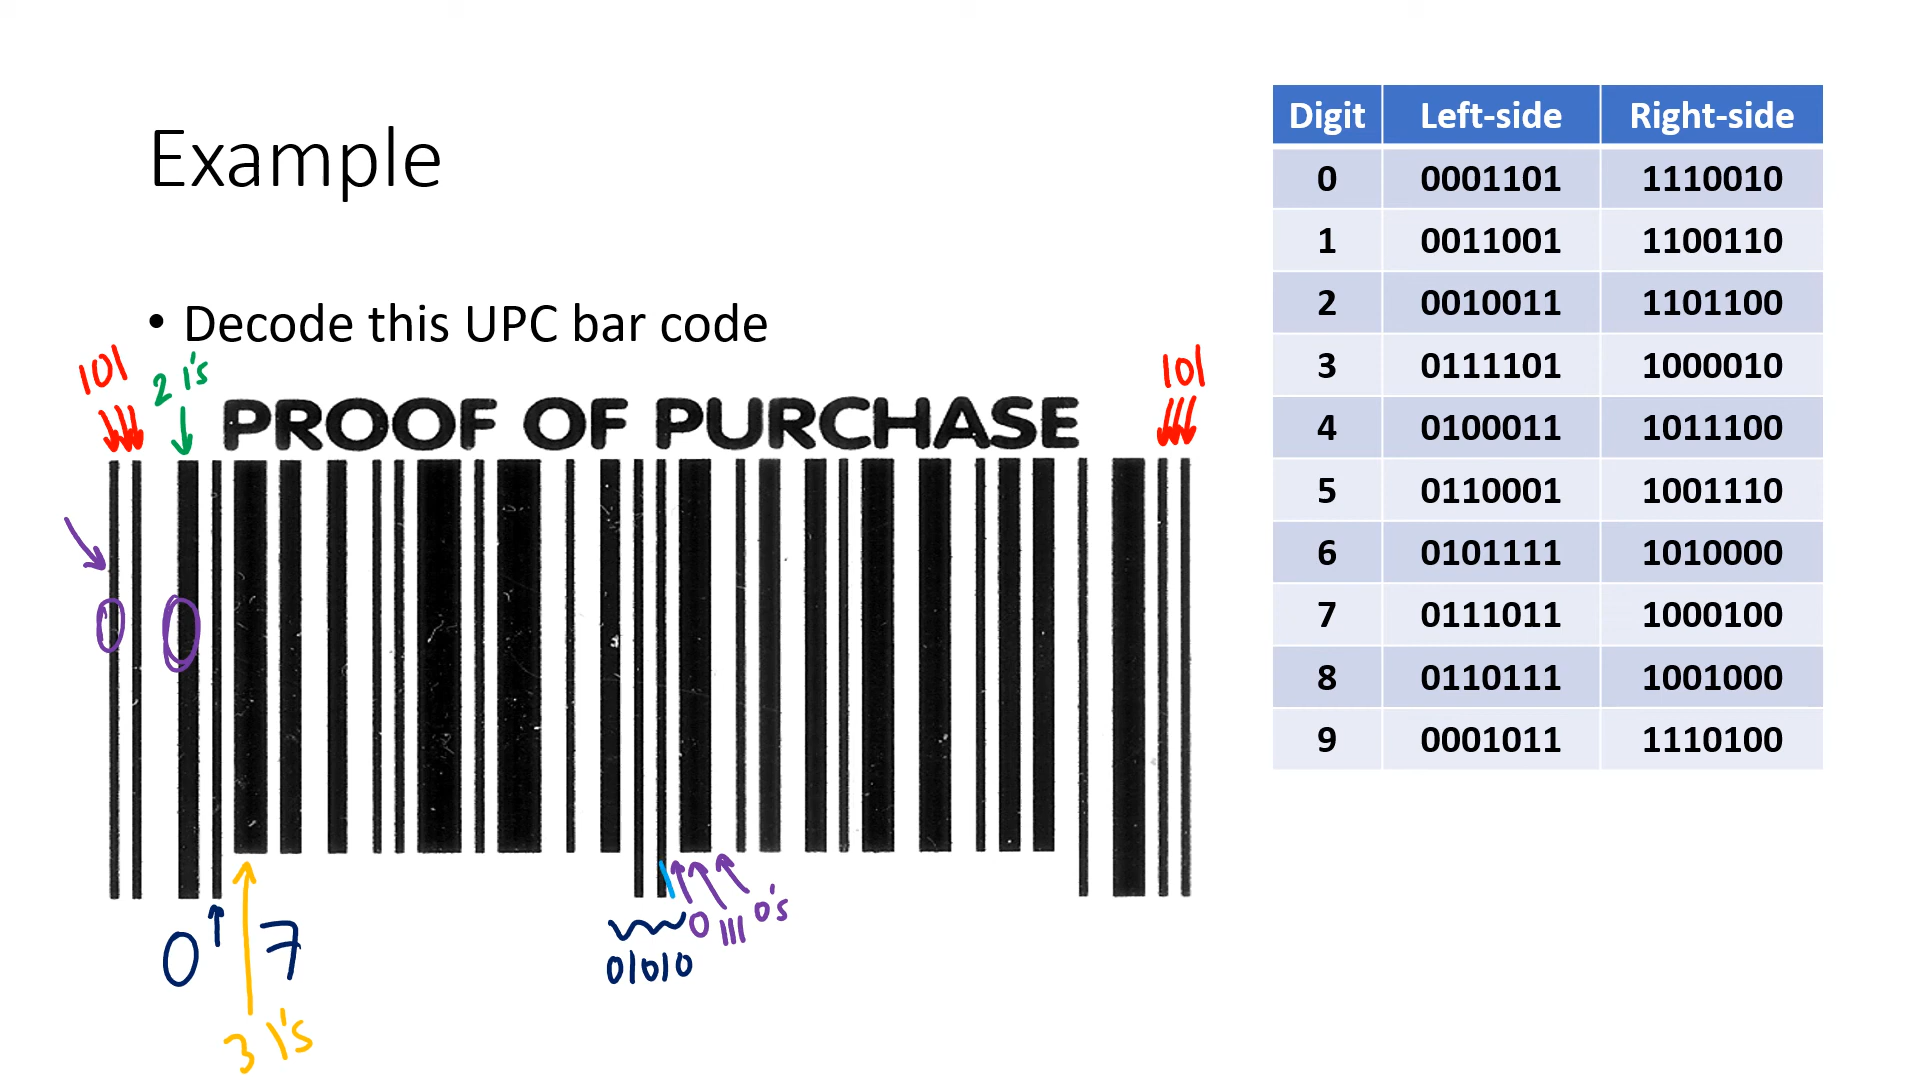 Example
• Decode this UPC bar code
101
2 1's
PROOF OF PURCHASE
101
0
7
3 1's
01010
0 111 0's
Digit Left-side Right-side
0 0001101 1110010
1 0011001 1100110
2 0010011 1101100
3 0111101 1000010
4 0100011 1011100
5 0110001 1001110
6 0101111 1010000
7 0111011 1000100
8 0110111 1001000
9 0001011 1110100